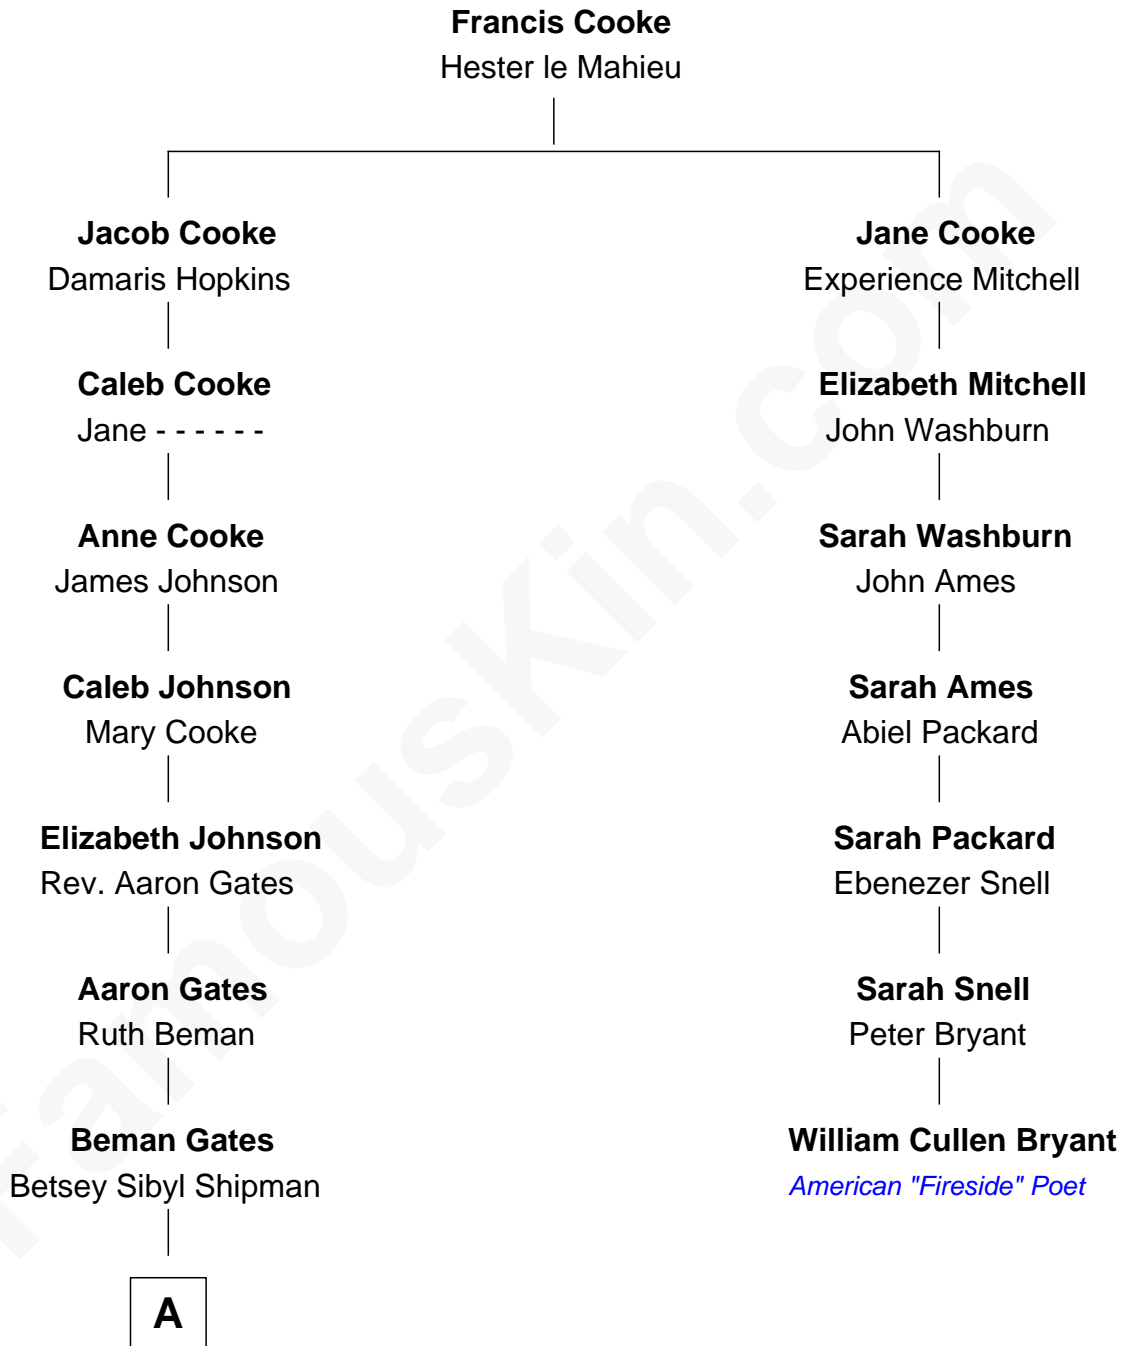 Francis Cooke
Hester le Mahieu
Jacob Cooke
Damaris Hopkins
Jane Cooke
Experience Mitchell
Caleb Cooke
Jane - - - - - -
Elizabeth Mitchell
John Washburn
Anne Cooke
James Johnson
Sarah Washburn
John Ames
Caleb Johnson
Mary Cooke
Sarah Ames
Abiel Packard
Elizabeth Johnson
Rev. Aaron Gates
Sarah Packard
Ebenezer Snell
Aaron Gates
Ruth Beman
Sarah Snell
Peter Bryant
Beman Gates
Betsey Sibyl Shipman
William Cullen Bryant
American "Fireside" Poet
A
FamousKin.com